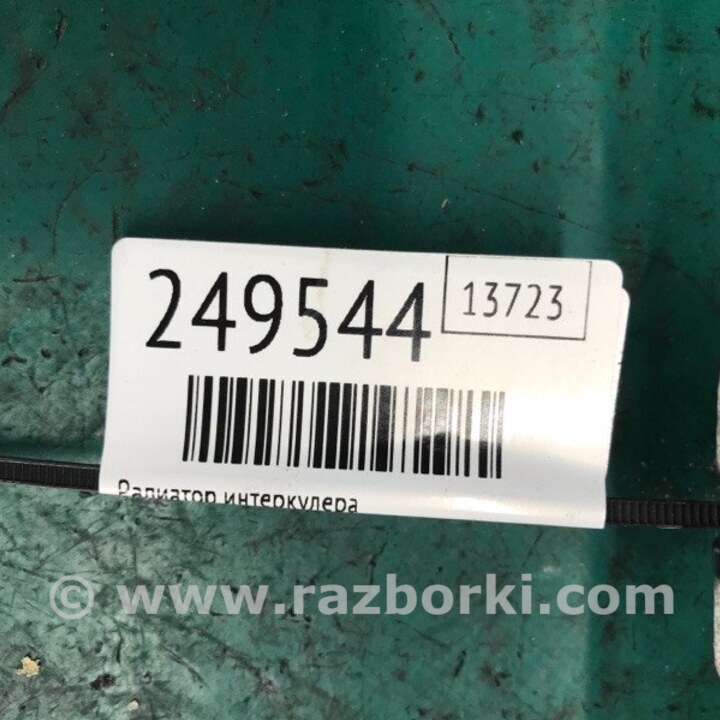 249544 13723
Радиатор интеркулера
© www.razborki.com